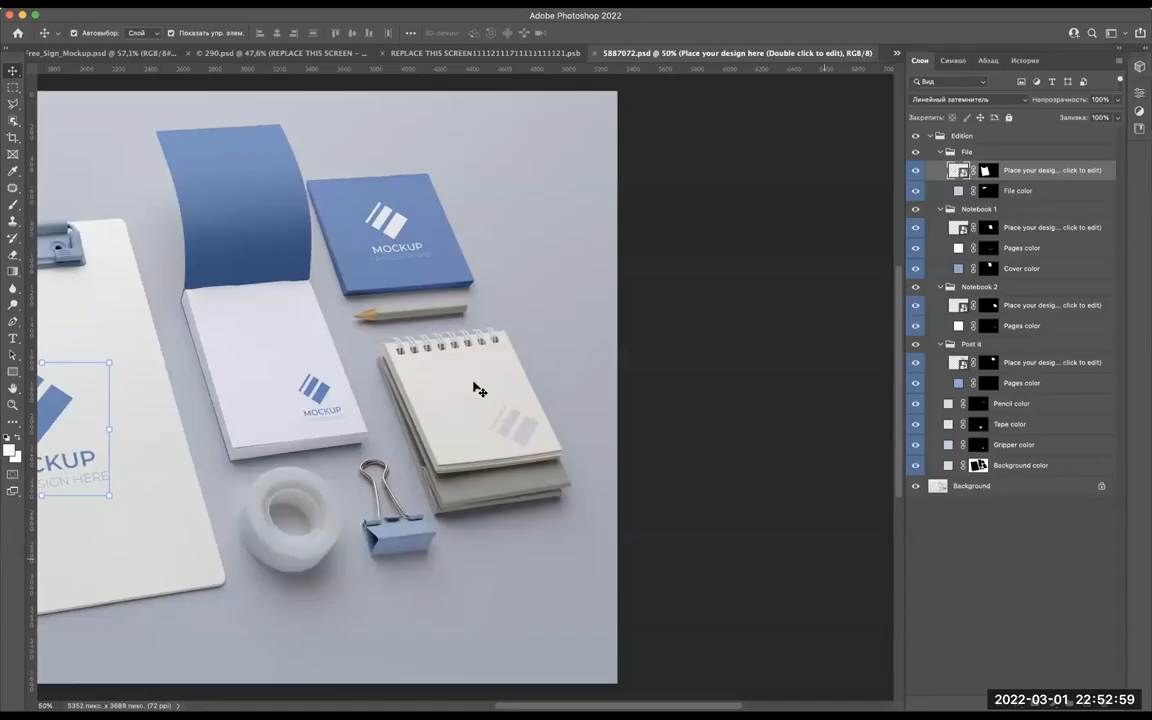 Adobe Photoshop 2022
Автовыбор: Слой Показать упр. элем. 3D-режим:
Free_Sign_Mockup.psd @ 57,1% (RGB/8#... × © 290.psd @ 47,6% (REPLACE THIS SCREEN - ... × REPLACE THIS SCREEN × 5887072.psd @ 50% (Place your design here (Double click to edit), RGB/8)
Слои Символ Абзац История
Вид
Линейный затемнитель Непрозрачность: 100%
Закрепить: Заливка: 100%
Edition
File
Place your desig... click to edit)
File color
Notebook 1
Place your desig... click to edit)
Pages color
Cover color
Notebook 2
Place your desig... click to edit)
Pages color
Post it
Place your desig... click to edit)
Pages color
Pencil color
Tape color
Gripper color
Background color
Background
MOCKUP
MOCKUP
CKUP
SIGN HERE
50% 5352 пикс. x 3688 пикс. (72 ppi)
2022-03-01 22:52:59